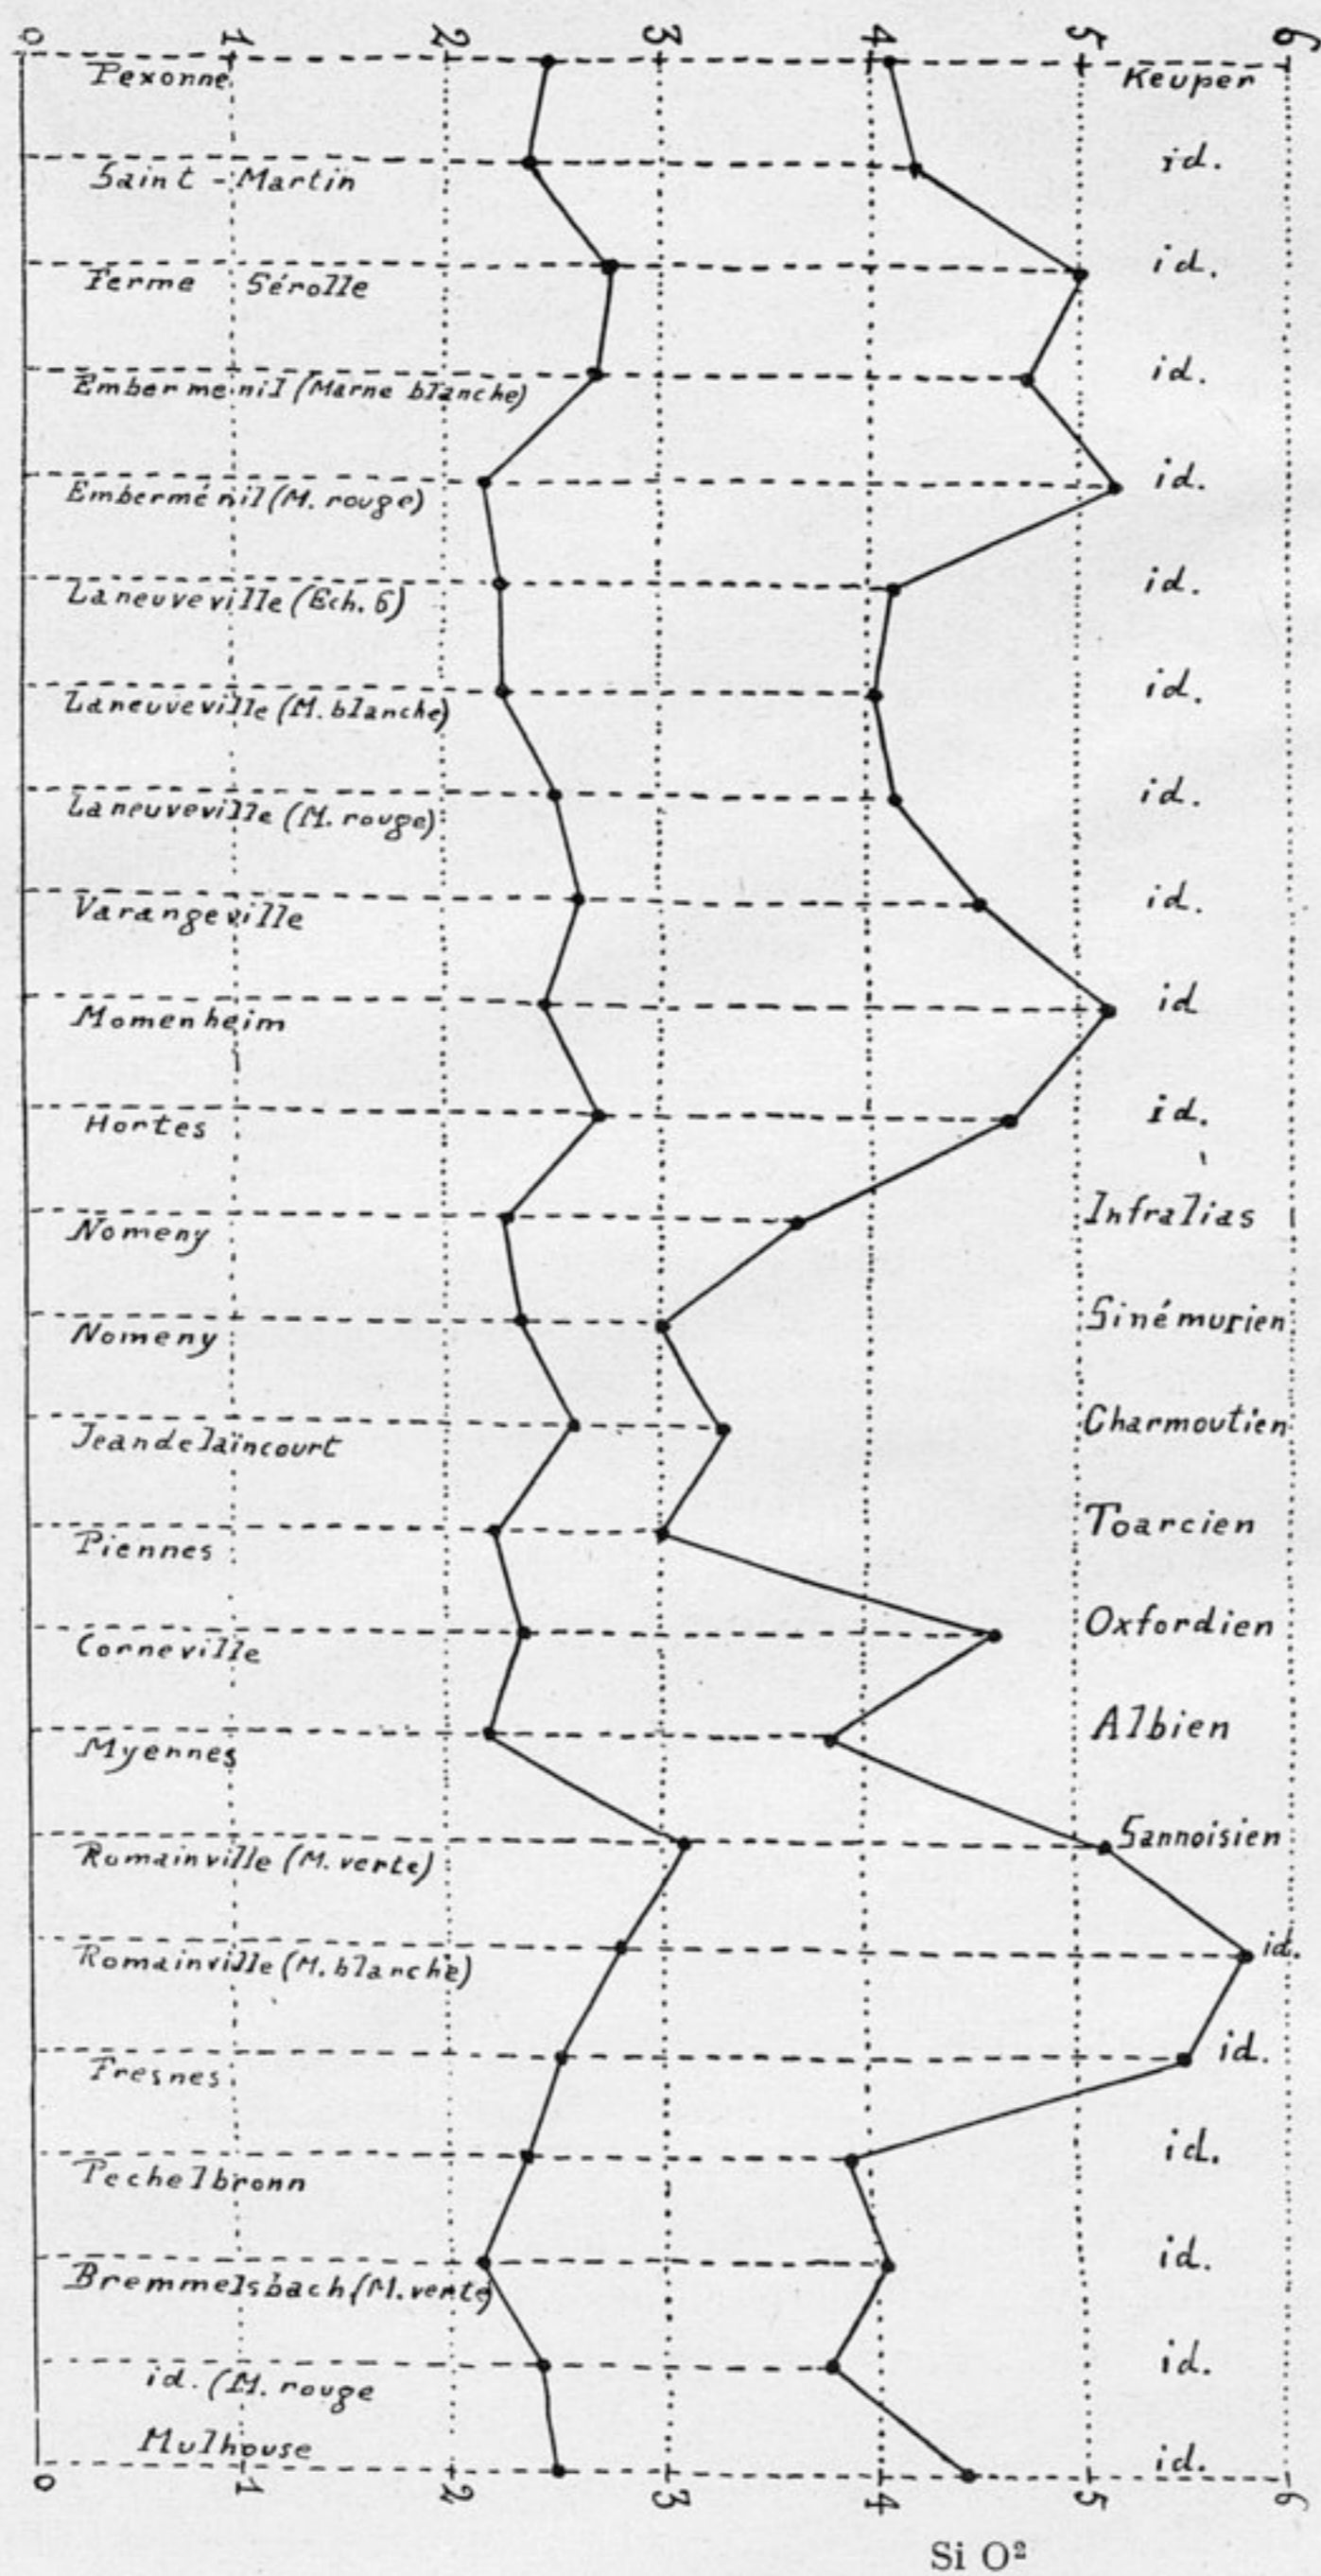 0 1 2 3 4 5 6
Pexonne Keuper
Saint-Martin id.
Ferme Sérolle id.
Embermenil (Marne blanche) id.
Emberménil (M. rouge) id.
Laneuveville (Ech. 6) id.
Laneuveville (M. blanche) id.
Laneuveville (M. rouge) id.
Varangeville id.
Momenheim id
Hortes id.
Nomeny Infralias
Nomeny Sinémurien
Jeandelaincourt Charmoutien
Piennes Toarcien
Corneville Oxfordien
Myennes Albien
Romainville (M. verte) Sannoisien
Romainville (M. blanche) id.
Fresnes id.
Pechelbronn id.
Bremmelsbach (M. verte) id.
id. (M. rouge id.
Mulhouse id.
0 1 2 3 4 5 6
Si O²